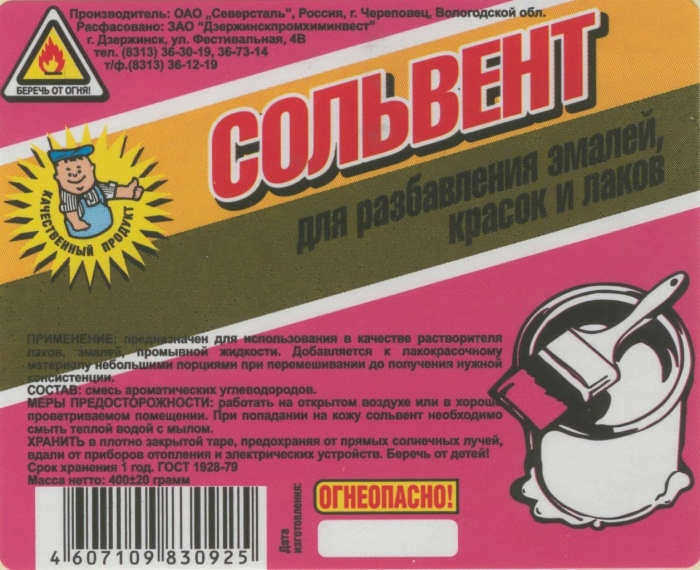 Производитель: ОАО „Северсталь", Россия, г. Череповец, Вологодской обл.
Расфасовано: ЗАО "Дзержинскпромхиминвест"
г. Дзержинск, ул. Фестивальная, 4В
тел. (8313) 36-30-19, 36-73-14
т/ф.(8313) 36-12-19
БЕРЕЧЬ ОТ ОГНЯ!
СОЛЬВЕНТ
для разбавления эмалей,
красок и лаков
КАЧЕСТВЕННЫЙ ПРОДУКТ
ПРИМЕНЕНИЕ: предназначен для использования в качестве растворителя
лаков, эмалей, промывной жидкости. Добавляется к лакокрасочному
материалу небольшими порциями при перемешивании до получения нужной
консистенции.
СОСТАВ: смесь ароматических углеводородов.
МЕРЫ ПРЕДОСТОРОЖНОСТИ: работать на открытом воздухе или в хорошо
проветриваемом помещении. При попадании на кожу сольвент необходимо
смыть теплой водой с мылом.
ХРАНИТЬ в плотно закрытой таре, предохраняя от прямых солнечных лучей,
вдали от приборов отопления и электрических устройств. Беречь от детей!
Срок хранения 1 год. ГОСТ 1928-79
Масса нетто: 400±20 грамм
4 607109 830925
Дата
изготовления:
ОГНЕОПАСНО!